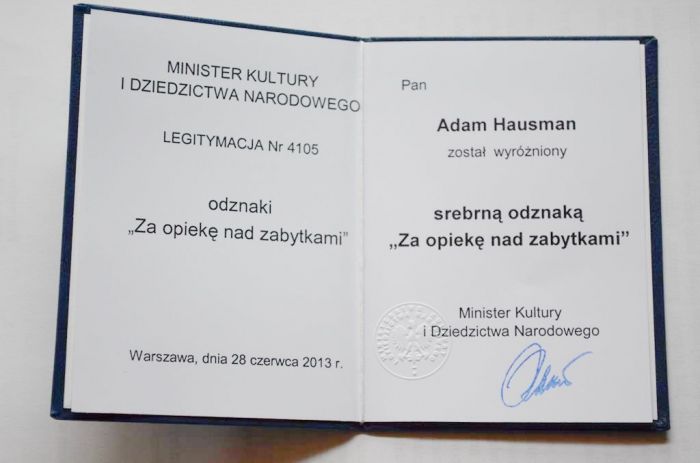 MINISTER KULTURY
I DZIEDZICTWA NARODOWEGO
LEGITYMACJA Nr 4105
odznaki
„Za opiekę nad zabytkami”
Warszawa, dnia 28 czerwca 2013 r.
Pan
Adam Hausman
został wyróżniony
srebrną odznaką
„Za opiekę nad zabytkami”
Minister Kultury
i Dziedzictwa Narodowego